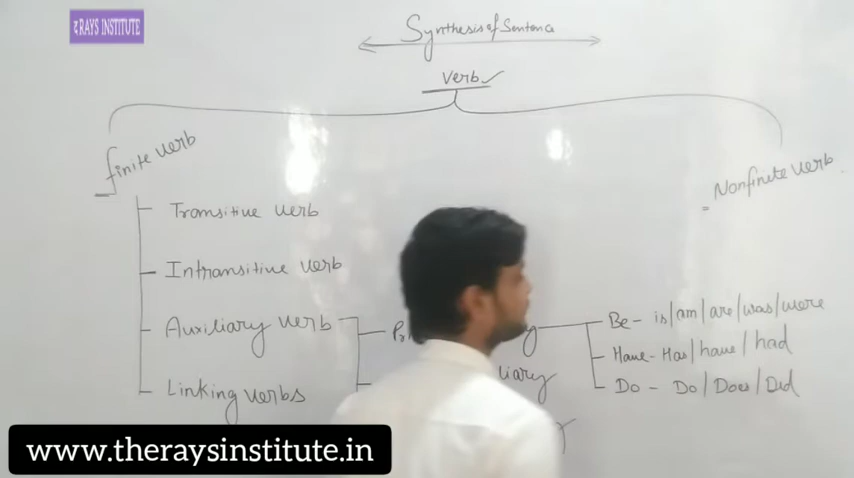 RAYS INSTITUTE
Synthesis of Sentence
Verb
finite verb
Nonfinite verb
Transitive verb
Intransitive verb
Auxiliary verb
Be - is/am/are/was/were
Have - Has/have/had
Linking verbs
Do - Do/Does/Did
www.theraysinstitute.in